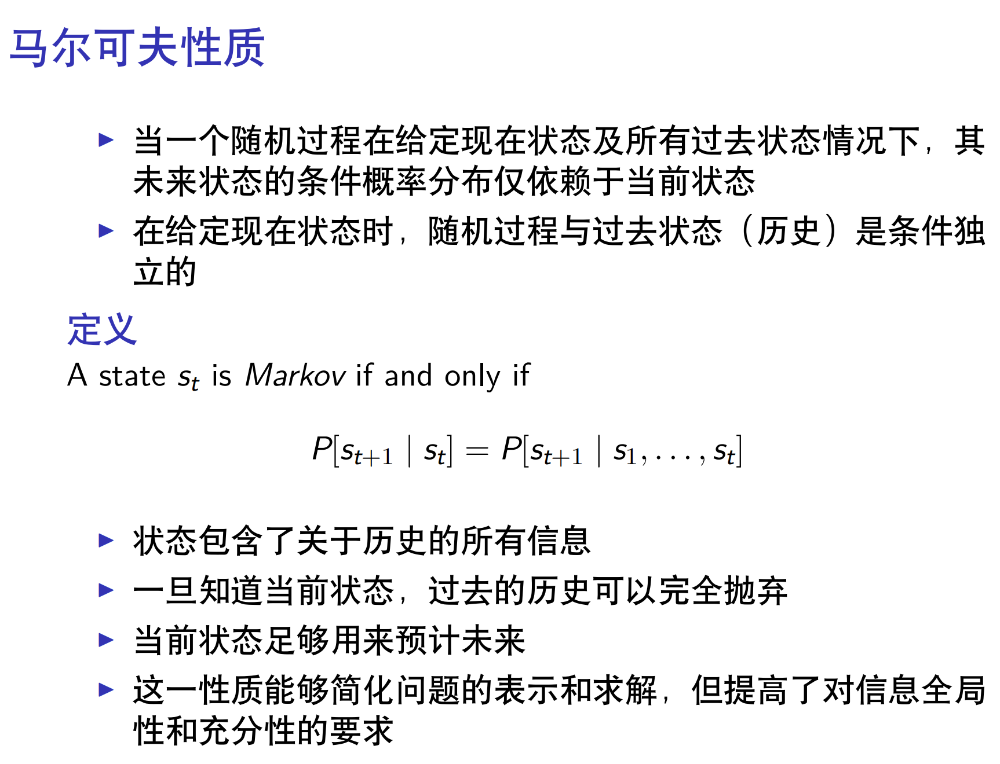 马尔可夫性质
▶ 当一个随机过程在给定现在状态及所有过去状态情况下，其
未来状态的条件概率分布仅依赖于当前状态
▶ 在给定现在状态时，随机过程与过去状态（历史）是条件独
立的
定义
A state s_t is Markov if and only if
P[s_{t+1} | s_t] = P[s_{t+1} | s_1, . . . , s_t]
▶ 状态包含了关于历史的所有信息
▶ 一旦知道当前状态，过去的历史可以完全抛弃
▶ 当前状态足够用来预计未来
▶ 这一性质能够简化问题的表示和求解，但提高了对信息全局
性和充分性的要求